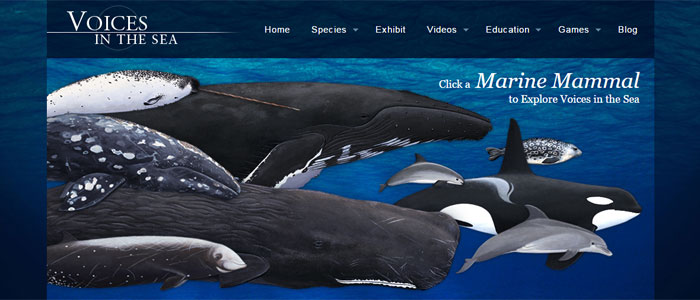 VOICES
IN THE SEA
Home Species Exhibit Videos Education Games Blog
Click a Marine Mammal
to Explore Voices in the Sea